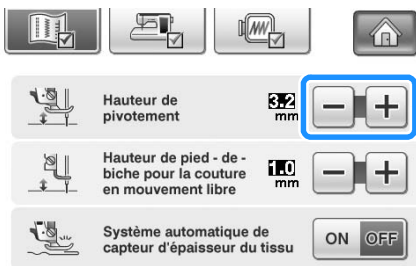 Hauteur de
pivotement
3.2
mm
− +
Hauteur de pied - de -
biche pour la couture
en mouvement libre
1.0
mm
− +
Système automatique de
capteur d'épaisseur du tissu
ON OFF